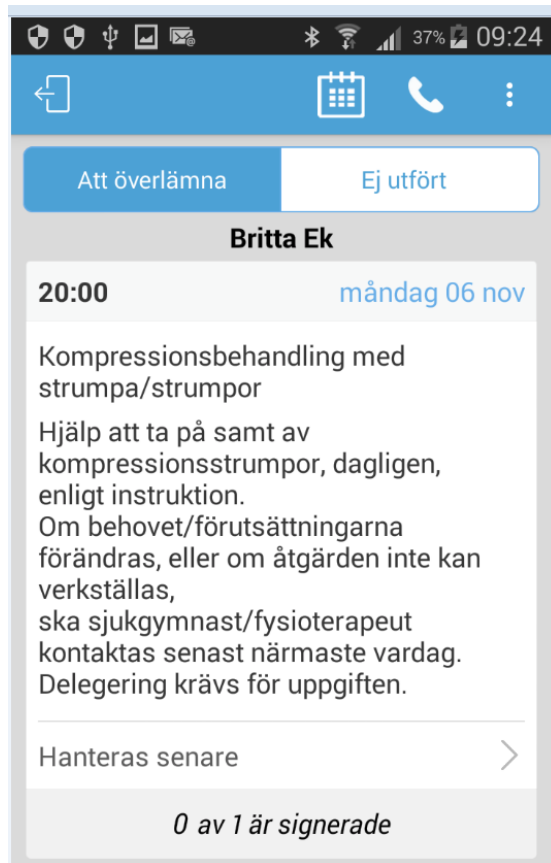 37% 09:24
Att överlämna Ej utfört
Britta Ek
20:00 måndag 06 nov
Kompressionsbehandling med
strumpa/strumpor
Hjälp att ta på samt av
kompressionsstrumpor, dagligen,
enligt instruktion.
Om behovet/förutsättningarna
förändras, eller om åtgärden inte kan
verkställas,
ska sjukgymnast/fysioterapeut
kontaktas senast närmaste vardag.
Delegering krävs för uppgiften.
Hanteras senare
0 av 1 är signerade